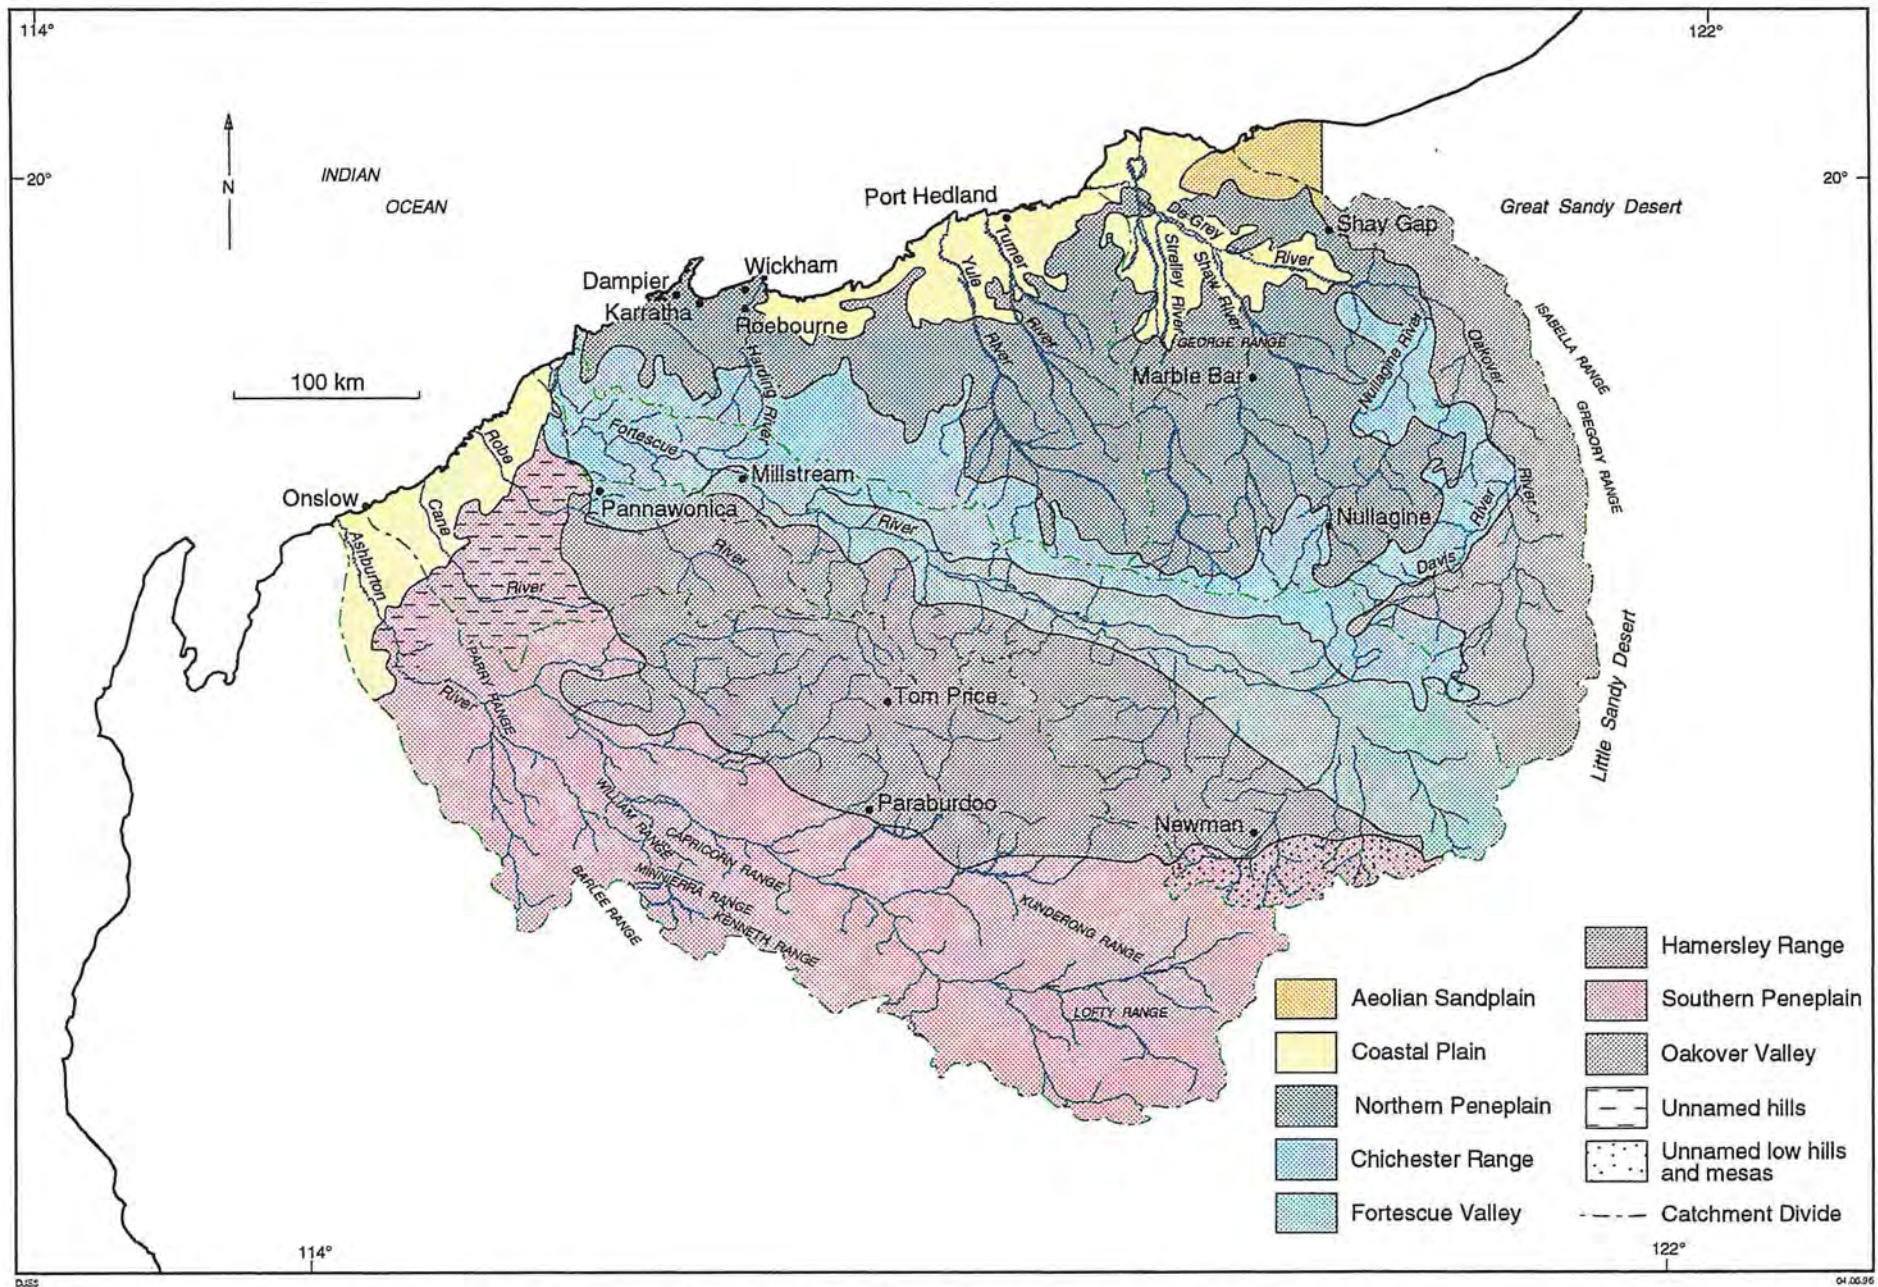 114°
122°
20°
20°
N
INDIAN
OCEAN
Great Sandy Desert
Port Hedland
De Grey
River
Shay Gap
Turner
Yule
Strelley River
Shaw River
Wickham
Dampier
Karratha
Roebourne
River
River
GEORGE RANGE
Nullagine River
Oakover
ISABELLA RANGE
100 km
Harding River
Marble Bar
GREGORY RANGE
Robe
Fortescue
Millstream
River
Onslow
Cane
Pannawonica
River
Nullagine
River
Ashburton
River
River
Davis
Little Sandy Desert
PARRY RANGE
River
Tom Price
WILLIAM RANGE
Paraburdoo
Newman
CAPRICORN RANGE
MINNIERRA RANGE
BARLEE RANGE
KENNETH RANGE
KUNDERONG RANGE
LOFTY RANGE
Aeolian Sandplain
Coastal Plain
Northern Peneplain
Chichester Range
Fortescue Valley
Hamersley Range
Southern Peneplain
Oakover Valley
Unnamed hills
Unnamed low hills
and mesas
Catchment Divide
114°
122°
04.06.96